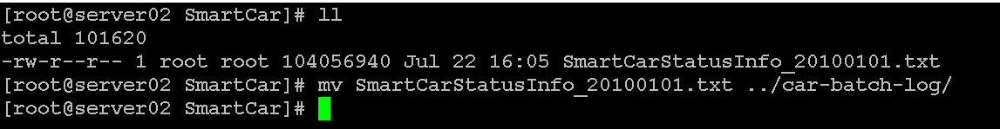 [root@server02 SmartCar]# ll
total 101620
-rw-r--r-- 1 root root 104056940 Jul 22 16:05 SmartCarStatusInfo_20100101.txt
[root@server02 SmartCar]# mv SmartCarStatusInfo_20100101.txt ../car-batch-log/
[root@server02 SmartCar]#